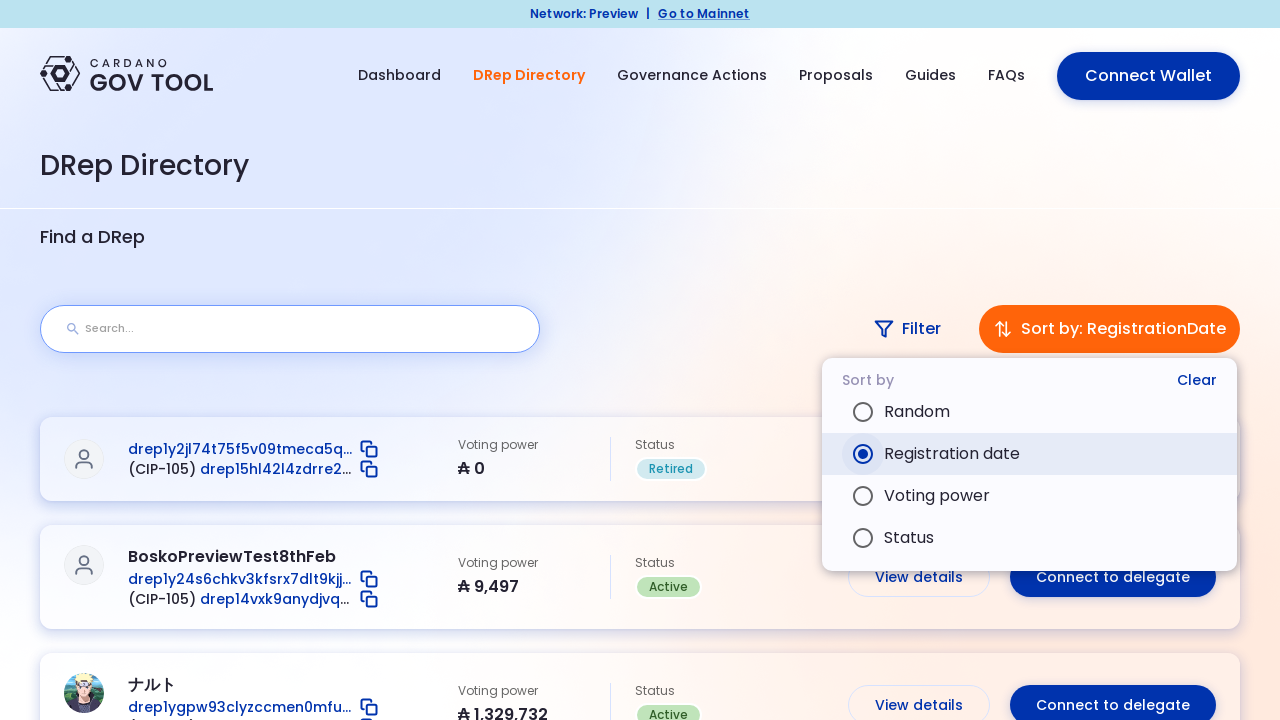 Network: Preview | Go to Mainnet
CARDANO
GOV TOOL
Dashboard
DRep Directory
Governance Actions
Proposals
Guides
FAQs
Connect Wallet
DRep Directory
Find a DRep
Search...
Filter
Sort by: RegistrationDate
Sort by
Clear
Random
Registration date
Voting power
Status
drep1y2jl74t75f5v09tmeca5q...
(CIP-105) drep15hl42l4zdrre2...
Voting power
₳ 0
Status
Retired
BoskoPreviewTest8thFeb
drep1y24s6chkv3kfsrx7dlt9kjj...
(CIP-105) drep14vxk9anydjvq...
Voting power
₳ 9,497
Status
Active
View details
Connect to delegate
ナルト
drep1ygpw93clyzccmen0mfu...
Voting power
₳ 1,329,732
Status
Active
View details
Connect to delegate